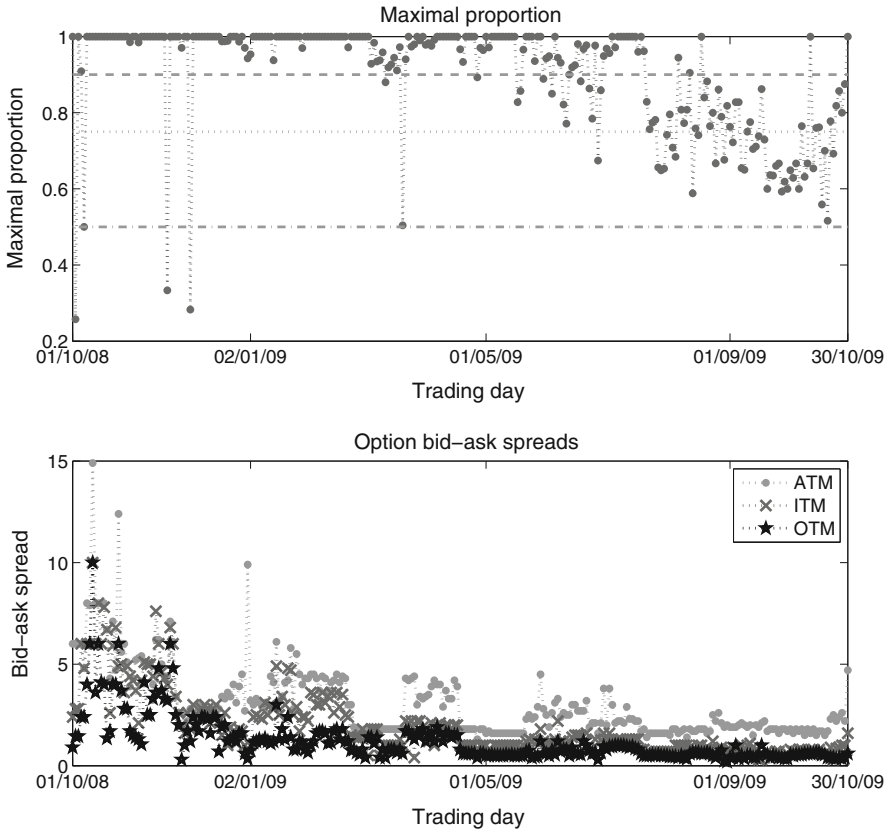 Maximal proportion
1
0.8
0.6
0.4
0.2
Maximal proportion
01/10/08 02/01/09 01/05/09 01/09/09 30/10/09
Trading day
Option bid−ask spreads
15
10
5
0
Bid−ask spread
ATM
ITM
OTM
01/10/08 02/01/09 01/05/09 01/09/09 30/10/09
Trading day